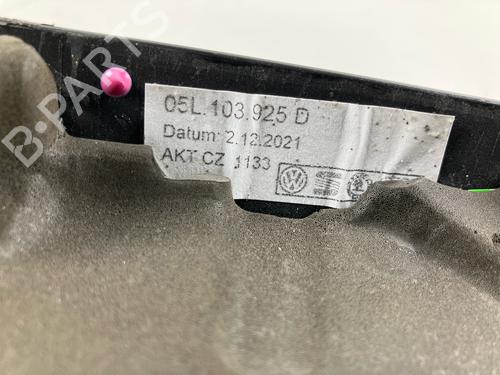 B-PARTS
05L.103.925 D
Datum: 2.12.2021
AKT CZ 1133